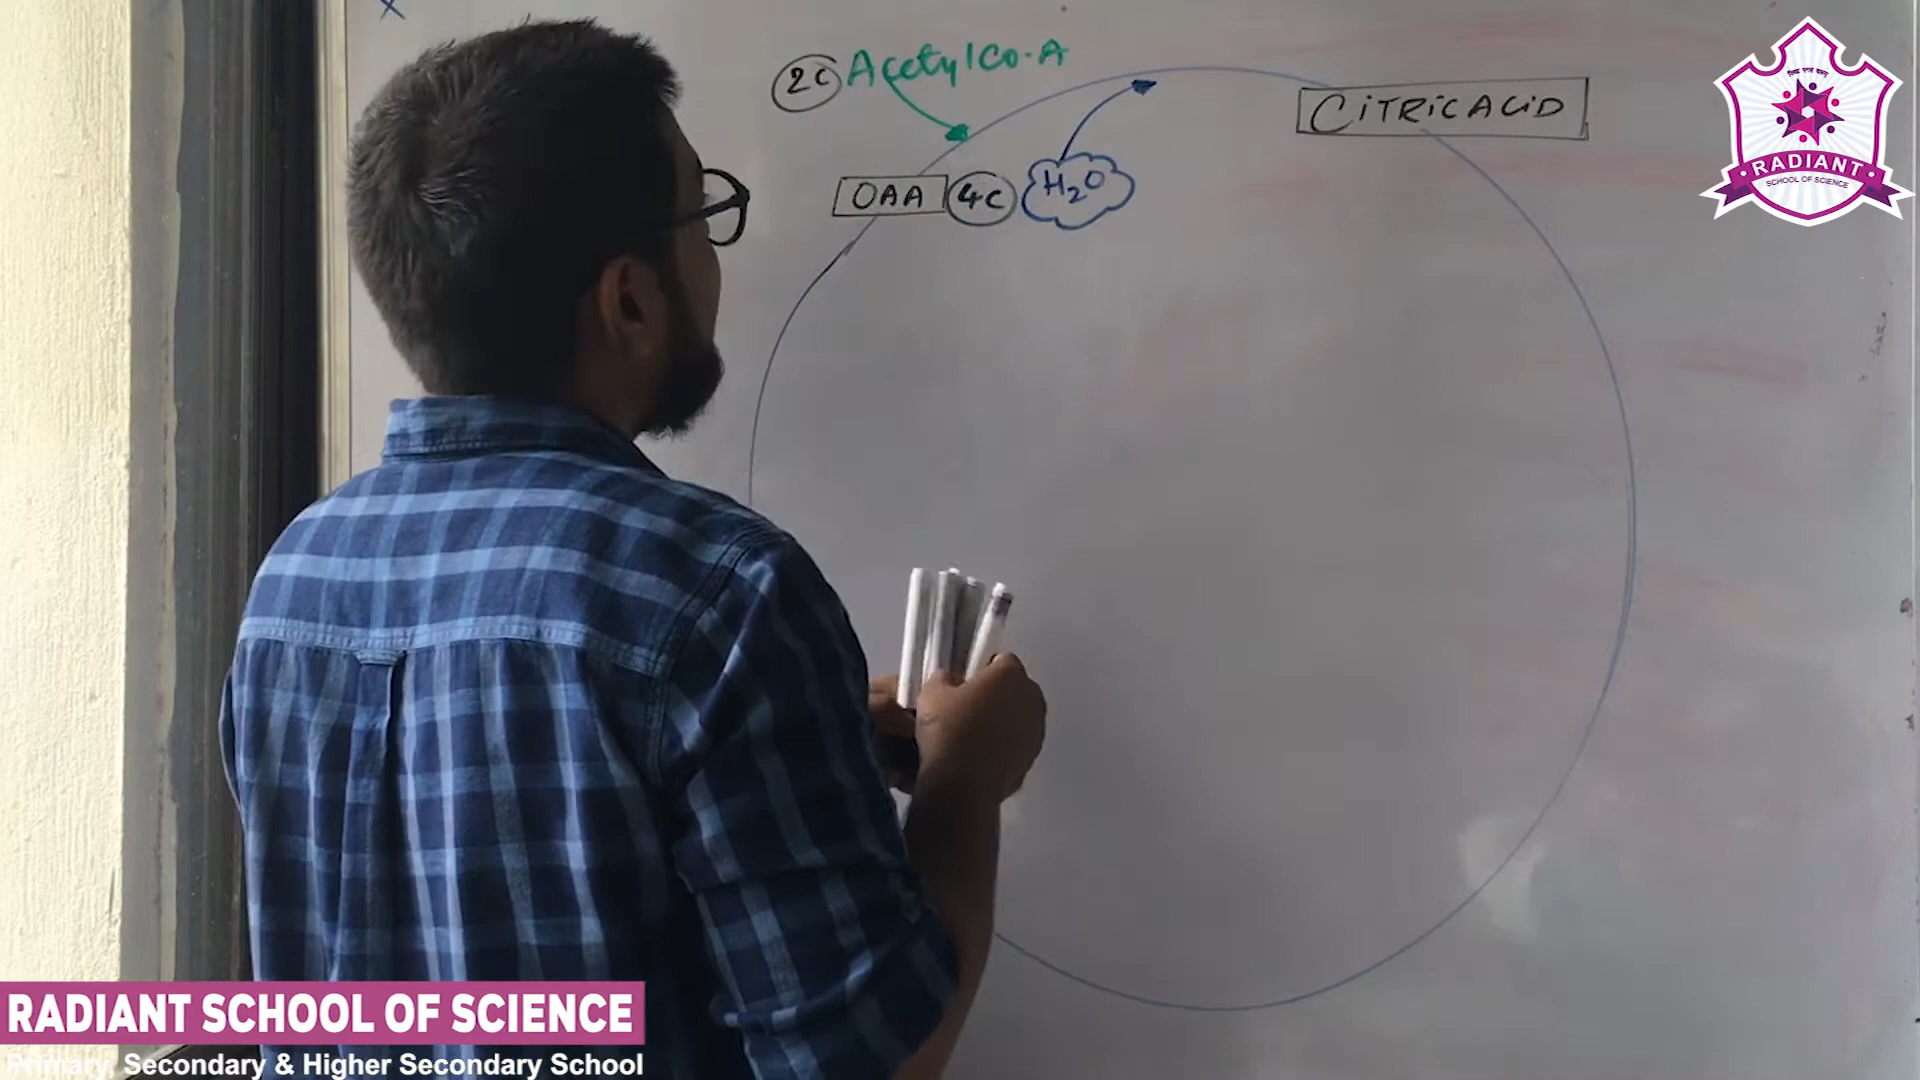 x
2C Acetyl Co-A
CITRIC ACID
OAA 4C H2O
RADIANT
SCHOOL OF SCIENCE
RADIANT SCHOOL OF SCIENCE
Primary, Secondary & Higher Secondary School